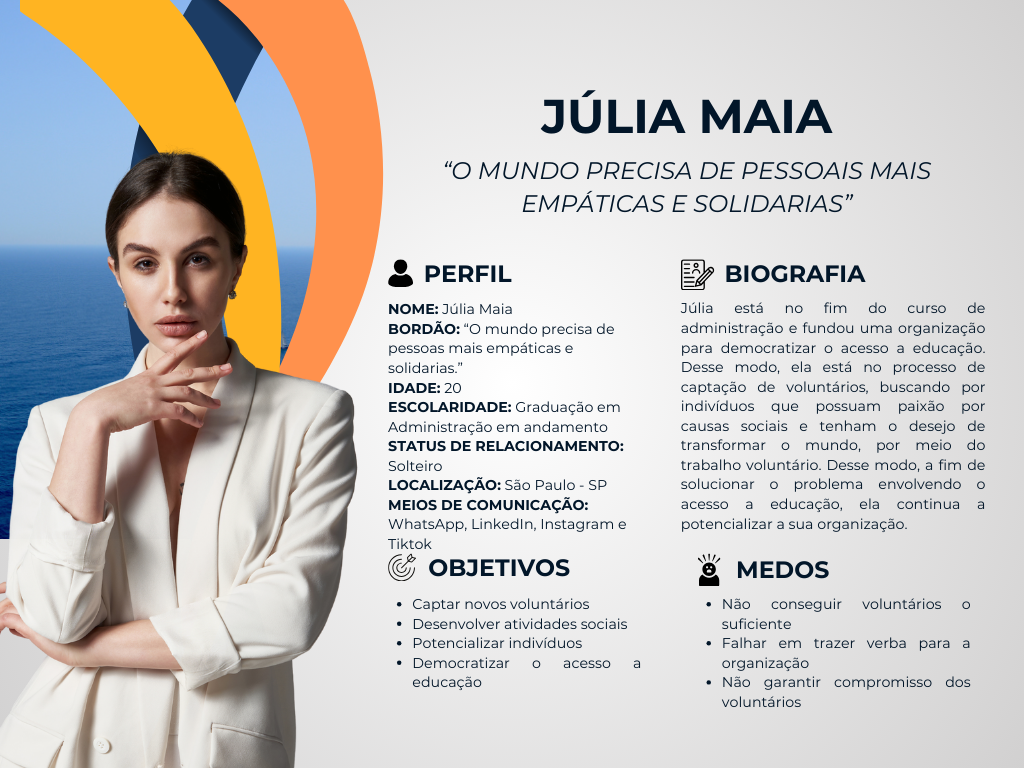 JÚLIA MAIA
“O MUNDO PRECISA DE PESSOAIS MAIS
EMPÁTICAS E SOLIDARIAS”
PERFIL
NOME: Júlia Maia
BORDÃO: “O mundo precisa de
pessoas mais empáticas e
solidarias.”
IDADE: 20
ESCOLARIDADE: Graduação em
Administração em andamento
STATUS DE RELACIONAMENTO:
Solteiro
LOCALIZAÇÃO: São Paulo - SP
MEIOS DE COMUNICAÇÃO:
WhatsApp, LinkedIn, Instagram e
Tiktok
BIOGRAFIA
Júlia está no fim do curso de
administração e fundou uma organização
para democratizar o acesso a educação.
Desse modo, ela está no processo de
captação de voluntários, buscando por
indivíduos que possuam paixão por
causas sociais e tenham o desejo de
transformar o mundo, por meio do
trabalho voluntário. Desse modo, a fim de
solucionar o problema envolvendo o
acesso a educação, ela continua a
potencializar a sua organização.
OBJETIVOS
• Captar novos voluntários
• Desenvolver atividades sociais
• Potencializar indivíduos
• Democratizar o acesso a
educação
MEDOS
• Não conseguir voluntários o
suficiente
• Falhar em trazer verba para a
organização
• Não garantir compromisso dos
voluntários